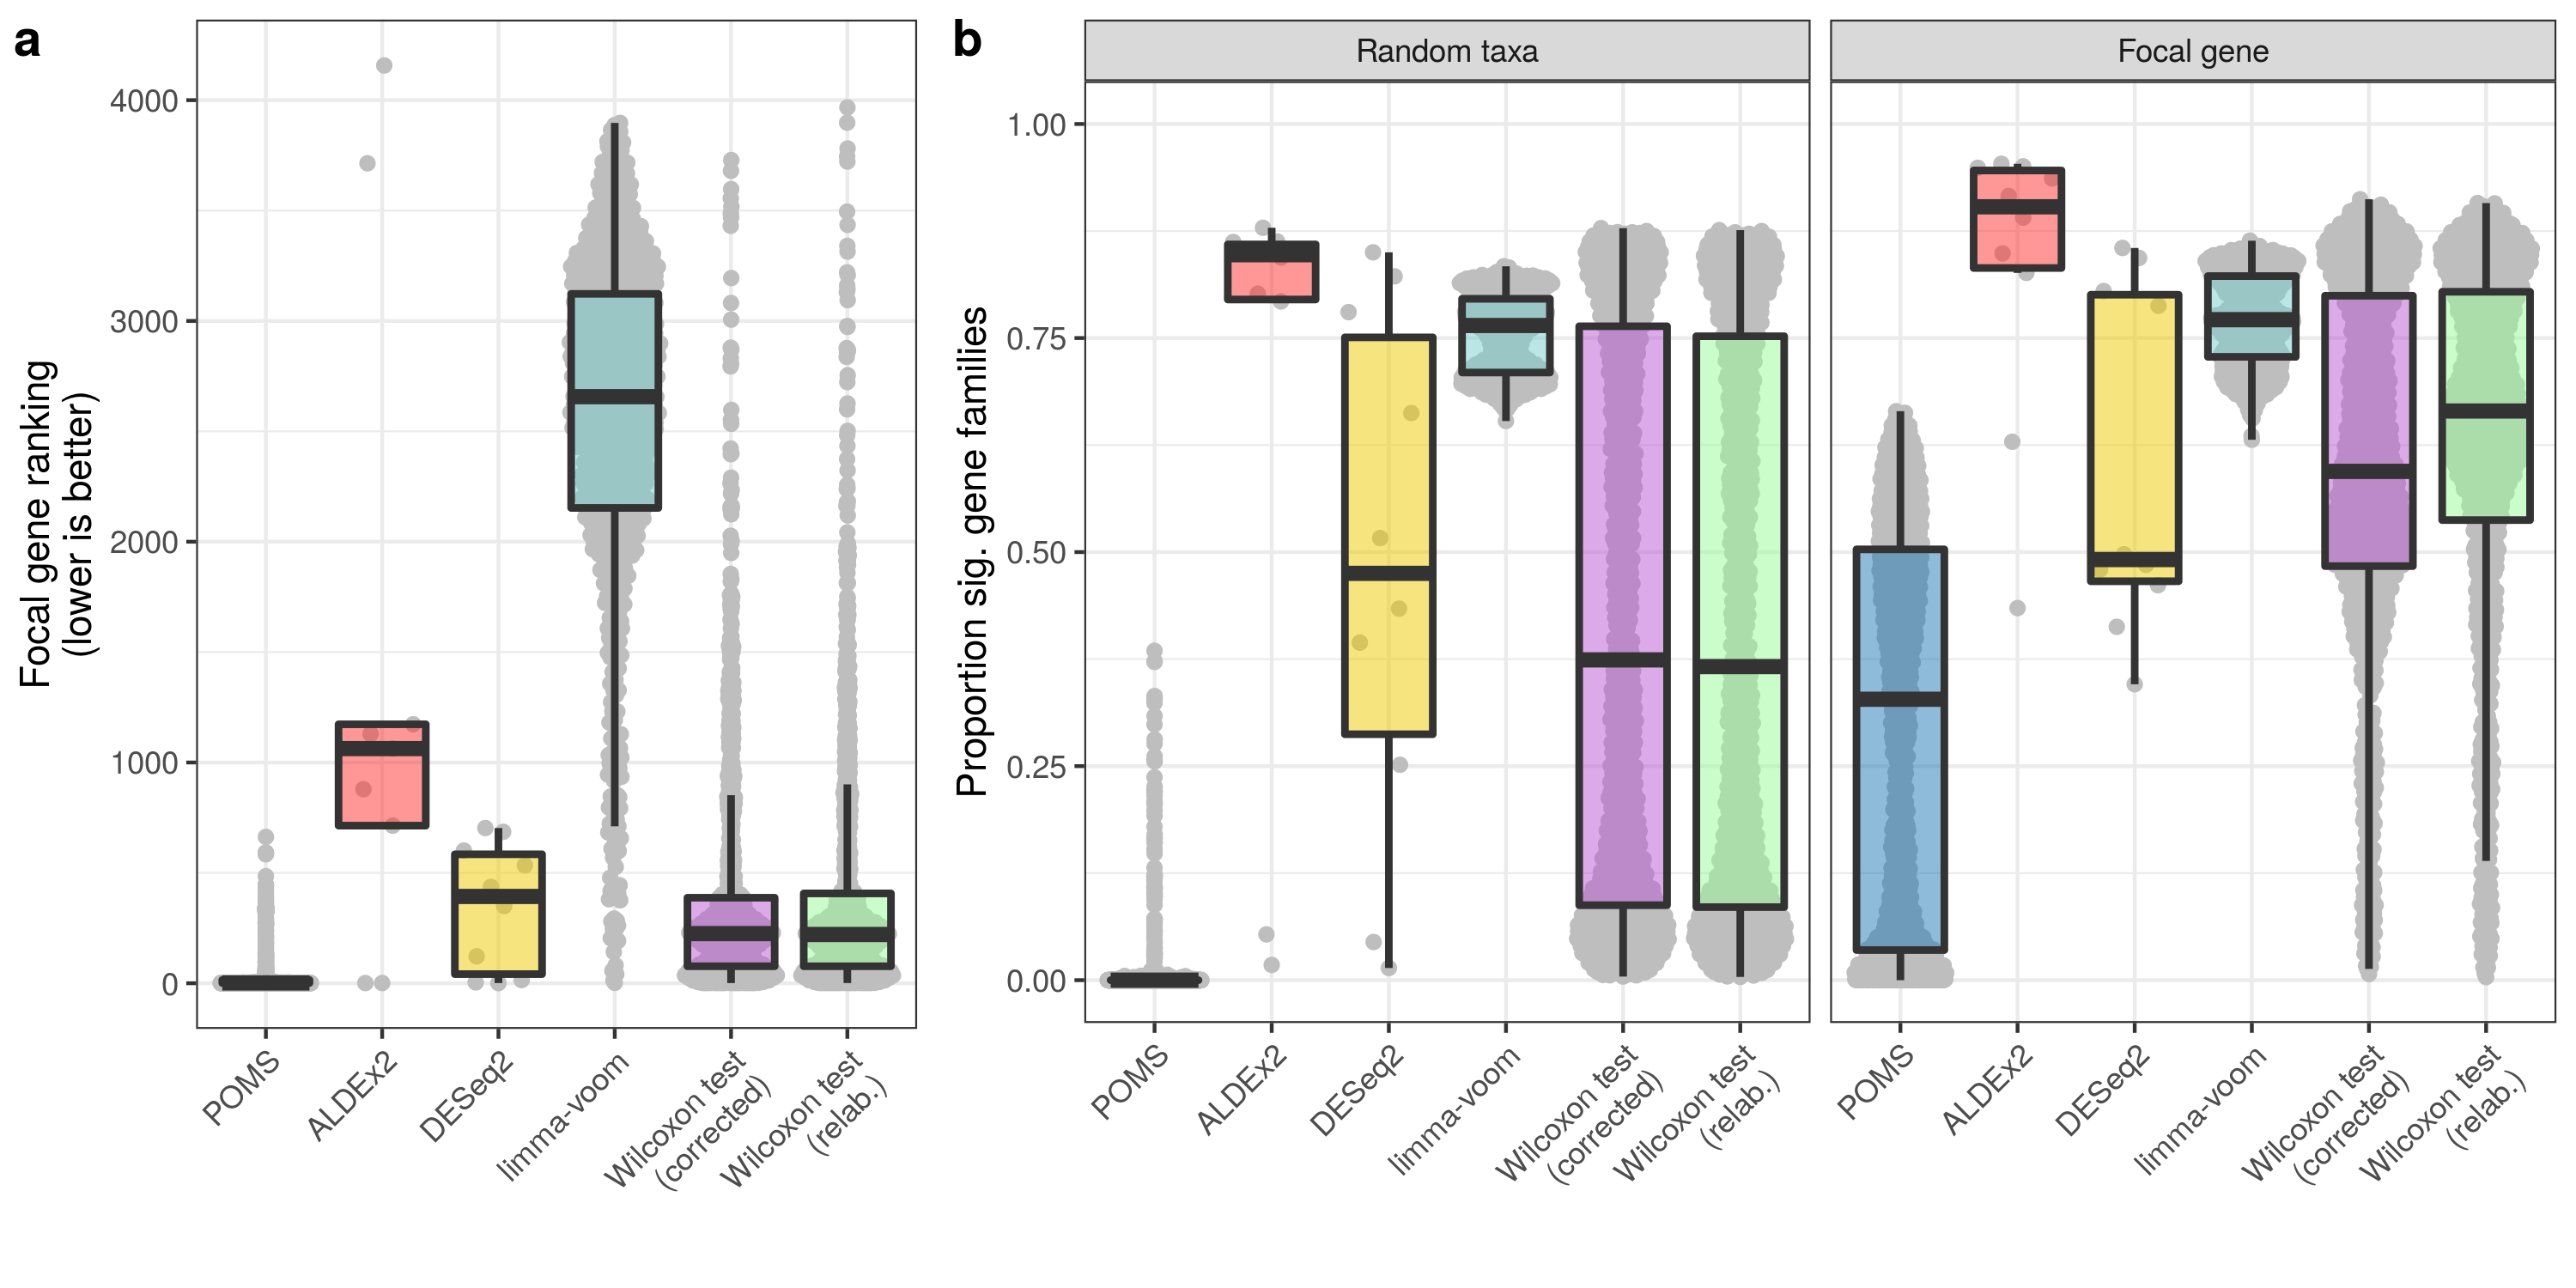 a
Focal gene ranking
(lower is better)
4000
3000
2000
1000
0
POMS
ALDEx2
DESeq2
limma-voom
Wilcoxon test
(corrected)
Wilcoxon test
(relab.)
b
Proportion sig. gene families
Random taxa
Focal gene
1.00
0.75
0.50
0.25
0.00
POMS
ALDEx2
DESeq2
limma-voom
Wilcoxon test
(corrected)
Wilcoxon test
(relab.)
POMS
ALDEx2
DESeq2
limma-voom
Wilcoxon test
(corrected)
Wilcoxon test
(relab.)